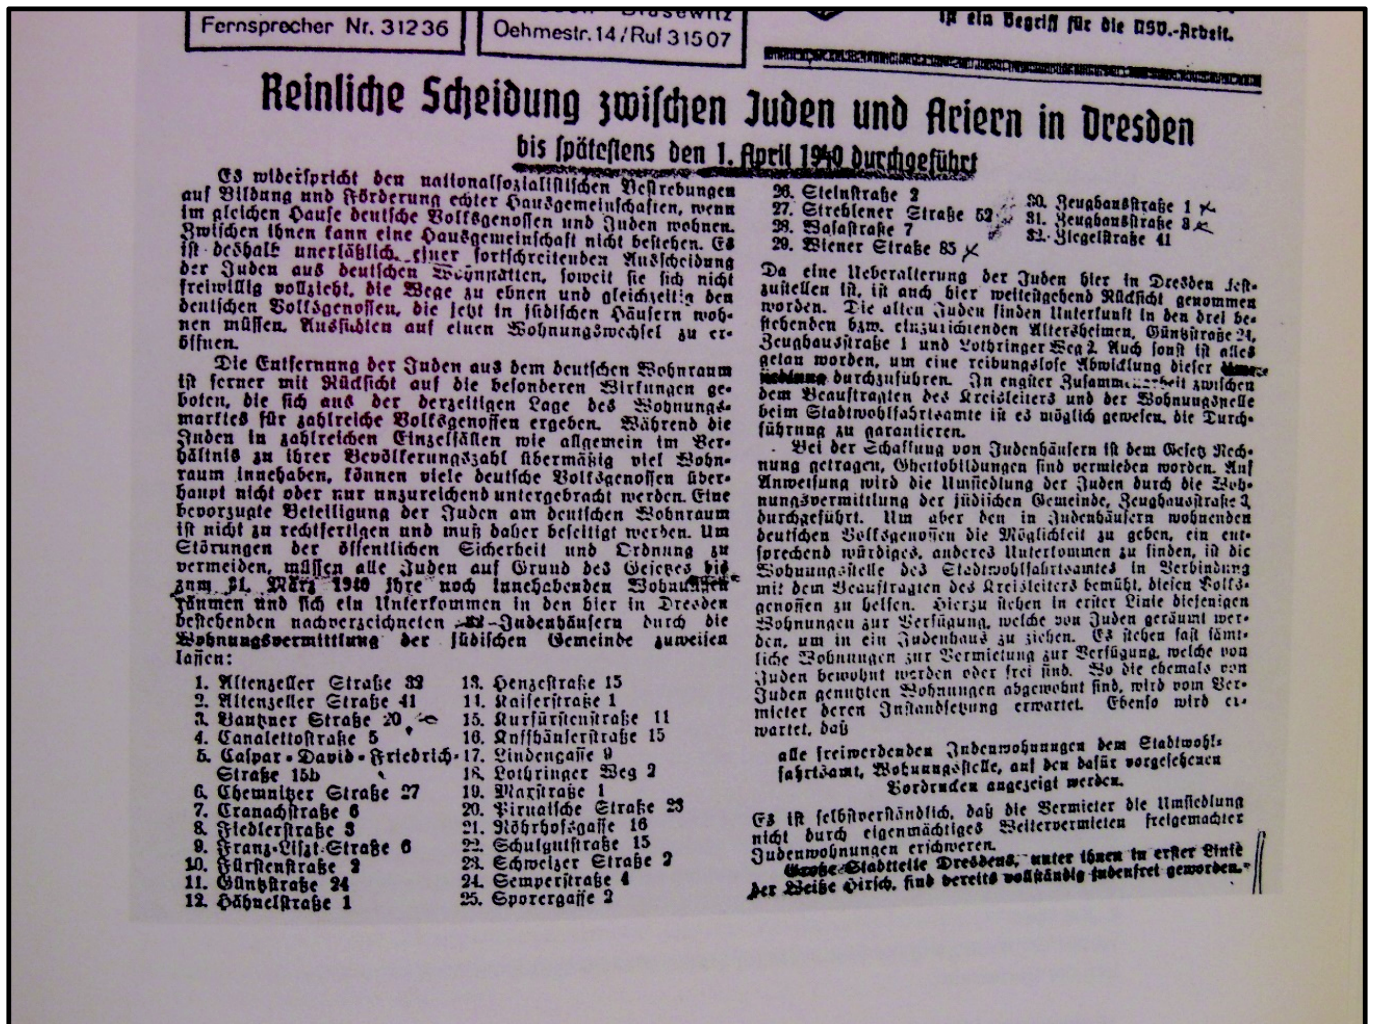 Fernsprecher Nr. 31236
Blasewitz
Oehmestr. 14/Ruf 31507
ist ein Begriff für die NSV.-Arbeit.
Reinliche Scheidung zwischen Juden und Ariern in Dresden
bis spätestens den 1. April 1940 durchgeführt
Es widerspricht den nationalsozialistischen Bestrebungen
auf Bildung und Förderung echter Hausgemeinschaften, wenn
im gleichen Hause deutsche Volksgenossen und Juden wohnen.
Zwischen ihnen kann eine Hausgemeinschaft nicht bestehen. Es
ist deshalb unerläßlich, einer fortschreitenden Ausscheidung
der Juden aus deutschen Wohnstätten, soweit sie sich nicht
freiwillig vollzieht, die Wege zu ebnen und gleichzeitig den
deutschen Volksgenossen, die jetzt in jüdischen Häusern woh-
nen müssen, Aussichten auf einen Wohnungswechsel zu er-
öffnen.
Die Entfernung der Juden aus dem deutschen Wohnraum
ist ferner mit Rücksicht auf die besonderen Wirkungen ge-
boten, die sich aus der derzeitigen Lage des Wohnungs-
marktes für zahlreiche Volksgenossen ergeben. Während die
Juden in zahlreichen Einzelfällen wie allgemein im Ver-
hältnis zu ihrer Bevölkerungszahl übermäßig viel Wohn-
raum innehaben, können viele deutsche Volksgenossen über-
haupt nicht oder nur unzureichend untergebracht werden. Eine
bevorzugte Beteiligung der Juden am deutschen Wohnraum
ist nicht zu rechtfertigen und muß daher beseitigt werden. Um
Störungen der öffentlichen Sicherheit und Ordnung zu
vermeiden, müssen alle Juden auf Grund des Gesetzes bis
zum 31. März 1940 ihre noch innehabenden Wohnungen
räumen und sich ein Unterkommen in den hier in Dresden
bestehenden nachverzeichneten 32 Judenhäusern durch die
Wohnungsvermittlung der jüdischen Gemeinde zuweisen
lassen:
1. Altenzeller Straße 32
2. Altenzeller Straße 41
3. Bautzner Straße 20
4. Canalettostraße 5
5. Caspar-David-Friedrich-
Straße 15b
6. Chemnitzer Straße 27
7. Cranachstraße 6
8. Fiedlerstraße 3
9. Franz-Liszt-Straße 6
10. Fürstenstraße 2
11. Güntzstraße 24
12. Hähnelstraße 1
13. Henzestraße 15
14. Kaiserstraße 1
15. Kurfürstenstraße 11
16. Kyffhäuserstraße 15
17. Lindengasse 9
18. Lothringer Weg 2
19. Marstraße 1
20. Pirnaische Straße 23
21. Röhrhofsgasse 16
22. Schulgutstraße 15
23. Schweizer Straße 2
24. Semperstraße 4
25. Sporergasse 2
26. Steinstraße 2
27. Strehlener Straße 52
28. Wasastraße 7
29. Wiener Straße 85
30. Zeughausstraße 1
31. Zeughausstraße 3
32. Ziegelstraße 41
Da eine Ueberalterung der Juden hier in Dresden fest-
zustellen ist, ist auch hier weitestgehend Rücksicht genommen
worden. Die alten Juden finden Unterkunft in den drei be-
stehenden bzw. einzurichtenden Altersheimen, Güntzstraße 24,
Zeughausstraße 1 und Lothringer Weg 2. Auch sonst ist alles
getan worden, um eine reibungslose Abwicklung dieser Um-
siedlung durchzuführen. In engster Zusammenarbeit zwischen
dem Beauftragten des Kreisleiters und der Wohnungsstelle
beim Stadtwohlfahrtsamte ist es möglich gewesen, die Durch-
führung zu garantieren.
Bei der Schaffung von Judenhäusern ist dem Gesetz Rech-
nung getragen, Ghettobildungen sind vermieden worden. Auf
Anweisung wird die Umsiedlung der Juden durch die Woh-
nungsvermittlung der jüdischen Gemeinde, Zeughausstraße 3,
durchgeführt. Um aber den in Judenhäusern wohnenden
deutschen Volksgenossen die Möglichkeit zu geben, ein ent-
sprechend würdiges, anderes Unterkommen zu finden, ist die
Wohnungsstelle des Stadtwohlfahrtsamtes in Verbindung
mit dem Beauftragten des Kreisleiters bemüht, diesen Volks-
genossen zu helfen. Hierzu stehen in erster Linie diejenigen
Wohnungen zur Verfügung, welche von Juden geräumt wer-
den, um in ein Judenhaus zu ziehen. Es stehen fast sämt-
liche Wohnungen zur Vermietung zur Verfügung, welche von
Juden bewohnt werden oder frei sind. Wo die ehemals von
Juden genutzten Wohnungen abgewohnt sind, wird vom Ver-
mieter deren Instandsetzung erwartet. Ebenso wird er-
wartet, daß
alle freiwerdenden Judenwohnungen dem Stadtwohl-
fahrtsamt, Wohnungsstelle, auf den dafür vorgesehenen
Vordrucken angezeigt werden.
Es ist selbstverständlich, daß die Vermieter die Umsiedlung
nicht durch eigenmächtiges Weitervermieten freigemachter
Judenwohnungen erschweren.
Große Stadtteile Dresdens, unter ihnen in erster Linie
der Weiße Hirsch, sind bereits vollständig judenfrei geworden.